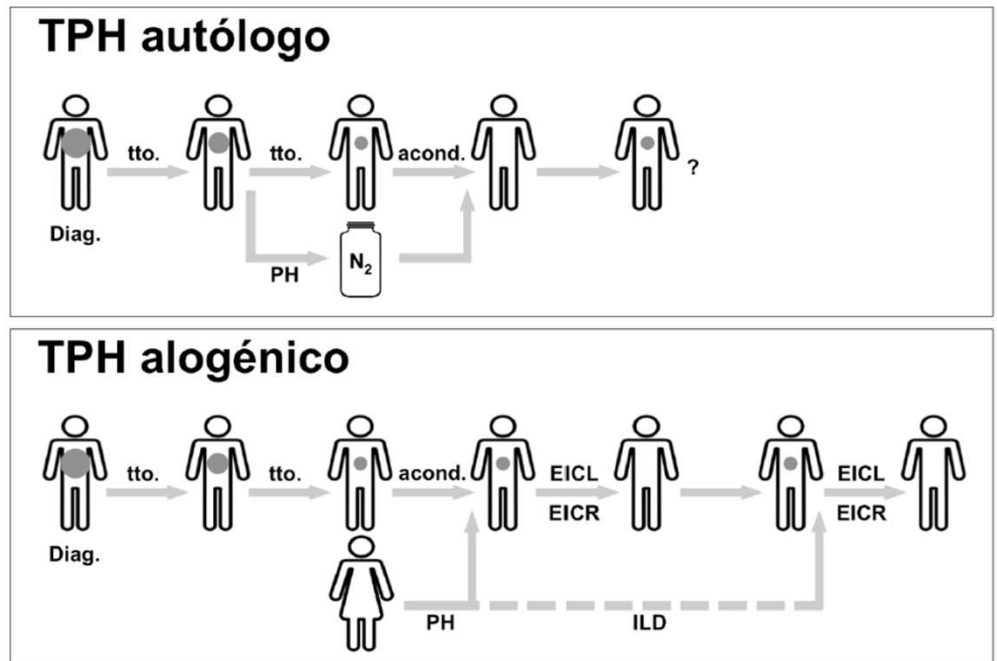 TPH autólogo
tto. tto. acond.
?
Diag.
PH
N2
TPH alogénico
tto. tto. acond. EICL EICL
EICR EICR
Diag.
PH ILD